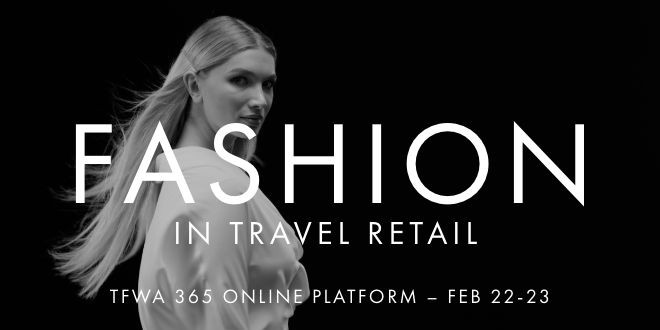 FASHION
IN TRAVEL RETAIL
TFWA 365 ONLINE PLATFORM – FEB 22-23